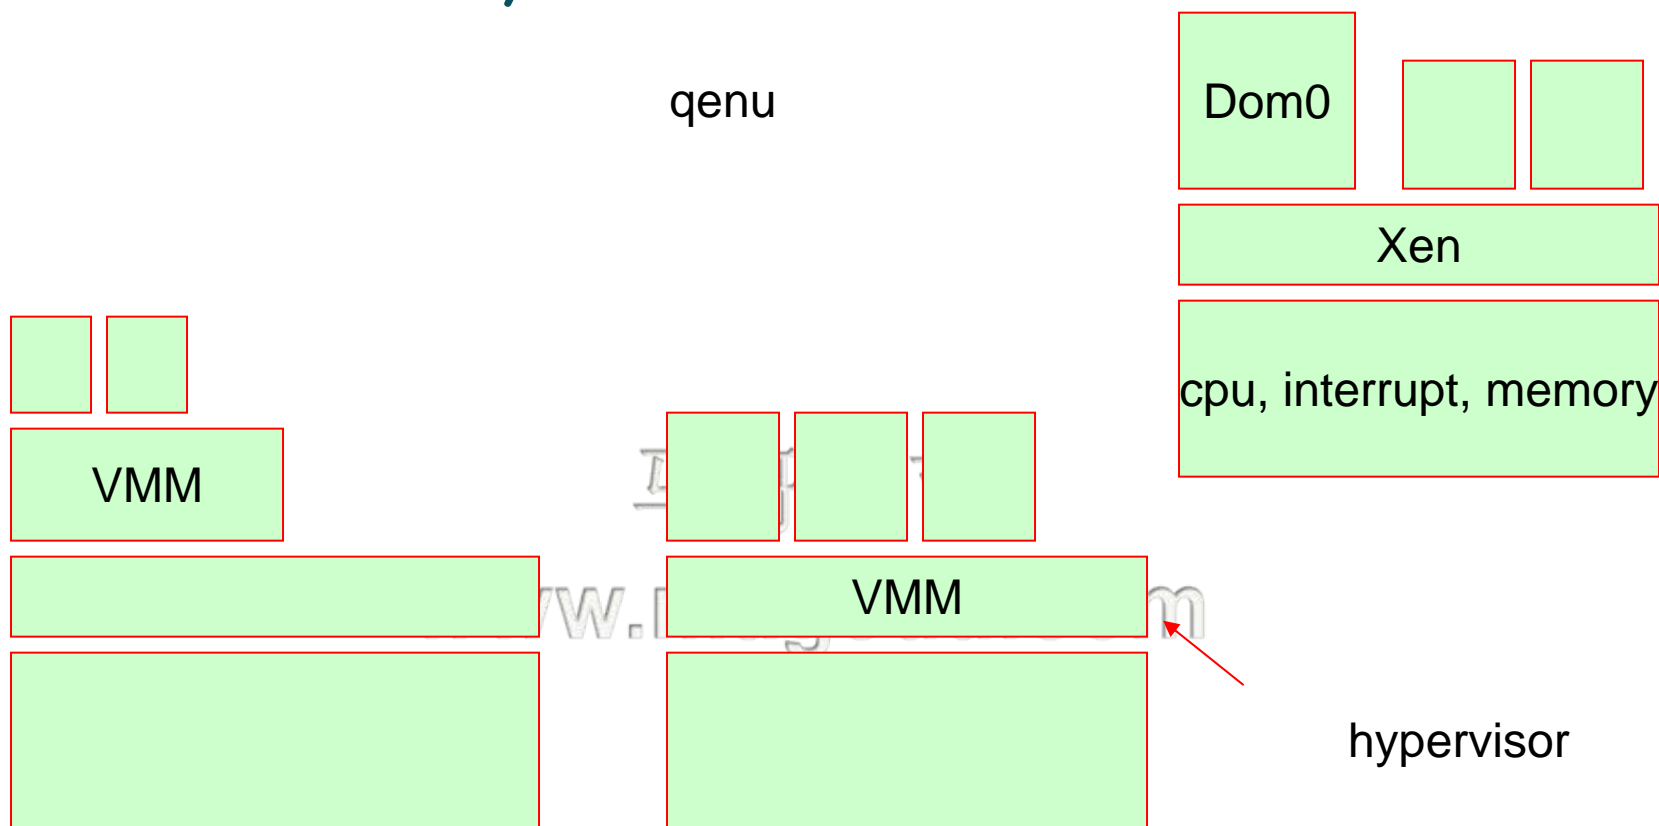 qenu
Dom0
Xen
cpu, interrupt, memory
VMM
VMM
hypervisor